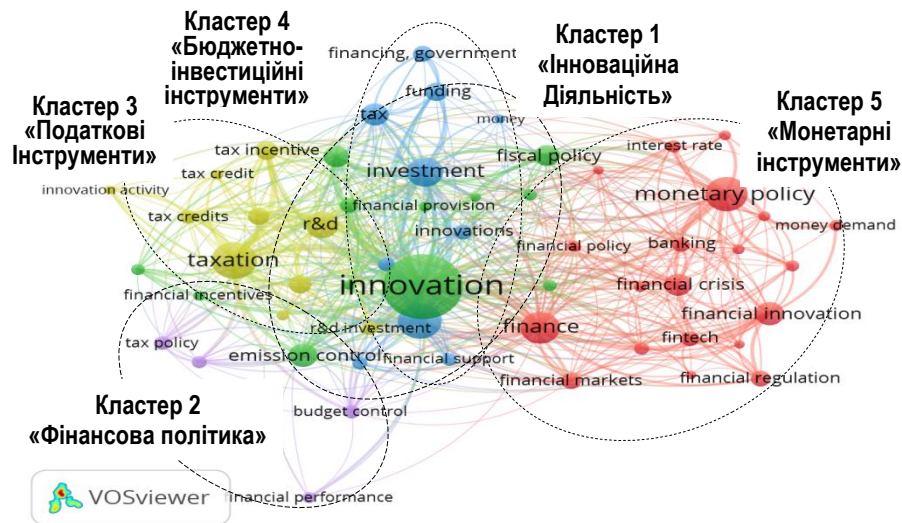 Кластер 4
«Бюджетно-
інвестиційні
інструменти»
Кластер 1
«Інноваційна
Діяльність»
Кластер 3
«Податкові
Інструменти»
Кластер 5
«Монетарні
інструменти»
financing, government
funding
tax
money
tax incentive
fiscal policy
interest rate
tax credit
investment
innovation activity
monetary policy
financial provision
tax credits
r&d
innovations
money demand
financial policy
banking
taxation
innovation
financial crisis
financial incentives
financial innovation
r&d investment
finance
tax policy
fintech
emission control
financial support
financial markets
financial regulation
Кластер 2
«Фінансова політика»
budget control
VOSviewer
financial performance